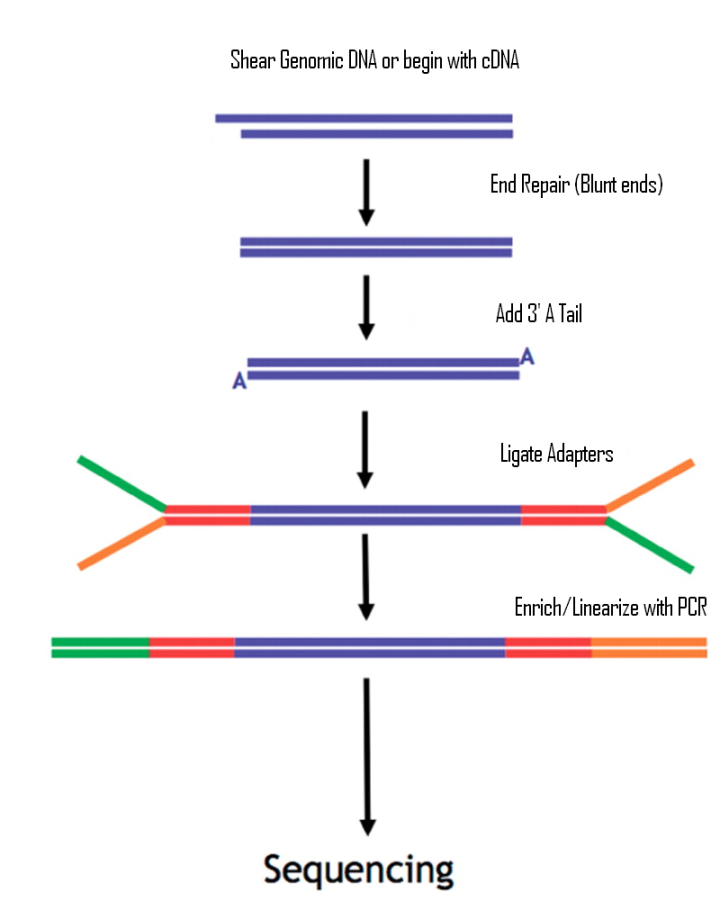 Shear Genomic DNA or begin with cDNA
End Repair (Blunt ends)
Add 3' A Tail
A
A
Ligate Adapters
Enrich/Linearize with PCR
Sequencing